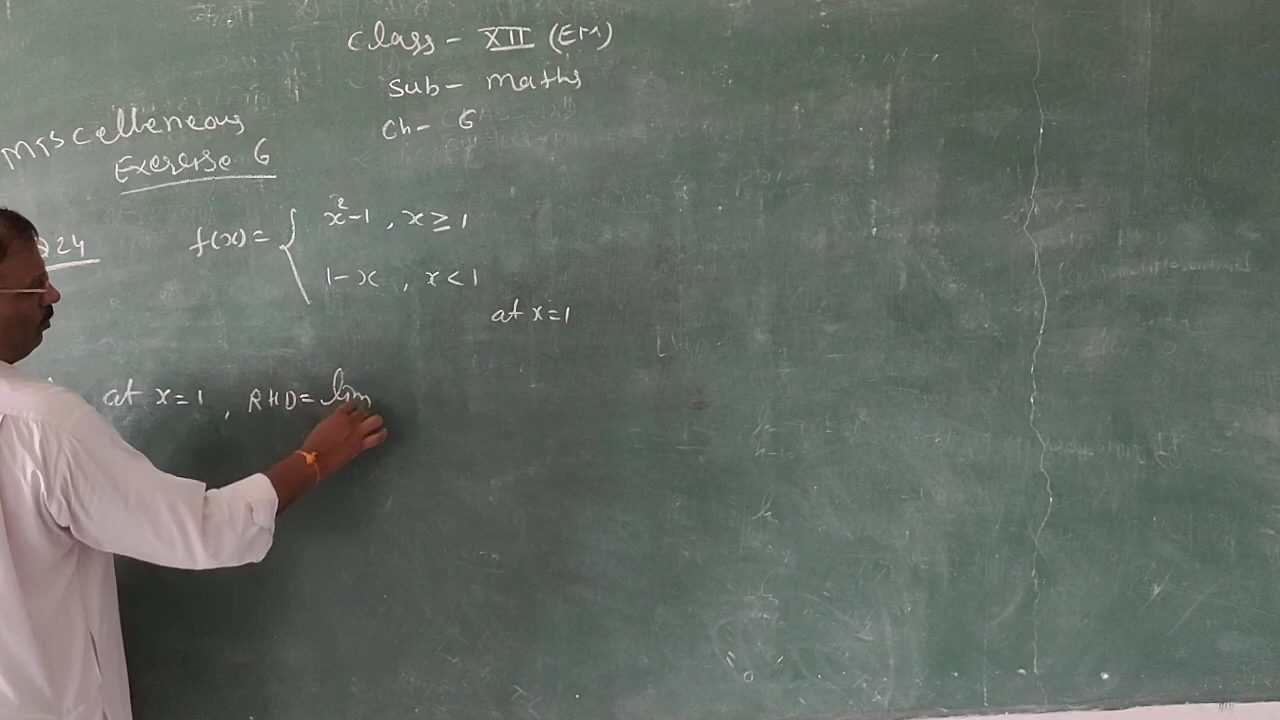 Class - XII (EM)
Sub - Maths
Ch - 6
Miscelleneous
Exercise 6
24
f(x) = { x²-1 , x ≥ 1
1-x , x < 1
at x=1
at x=1 , RHD = lim